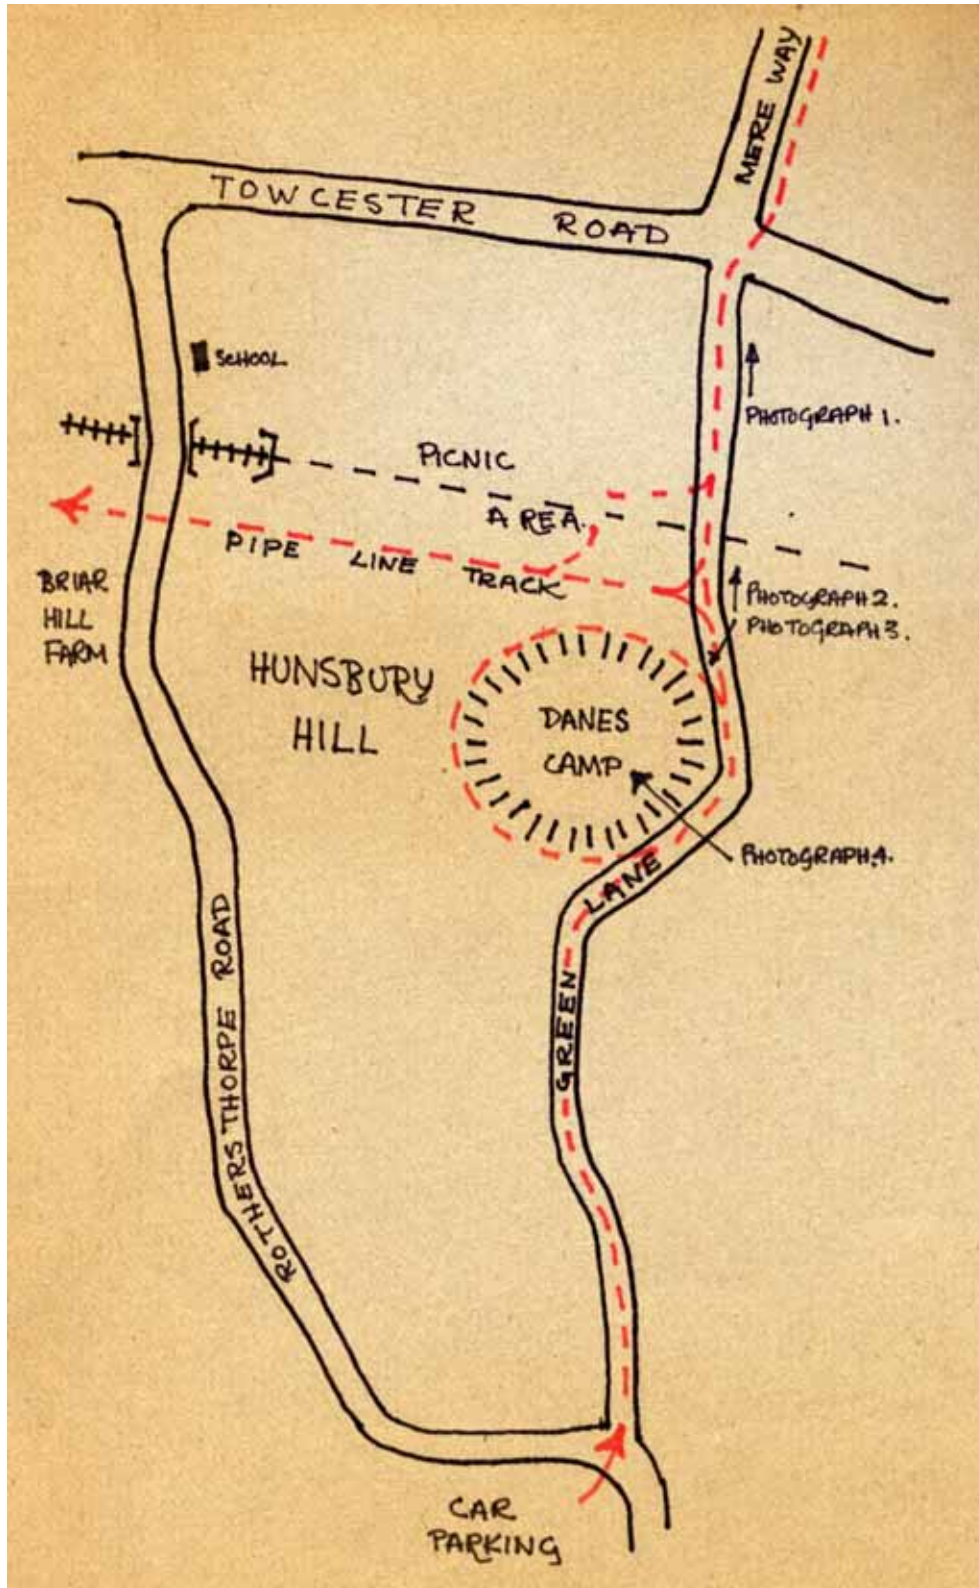 MERE WAY
TOWCESTER ROAD
SCHOOL
PHOTOGRAPH 1.
PICNIC
AREA.
PIPE LINE TRACK
BRIAR
HILL
FARM
PHOTOGRAPH 2.
PHOTOGRAPH 3.
HUNSBURY
HILL
DANES
CAMP
PHOTOGRAPH 4.
GREEN LANE
ROTHERSTHORPE ROAD
CAR
PARKING